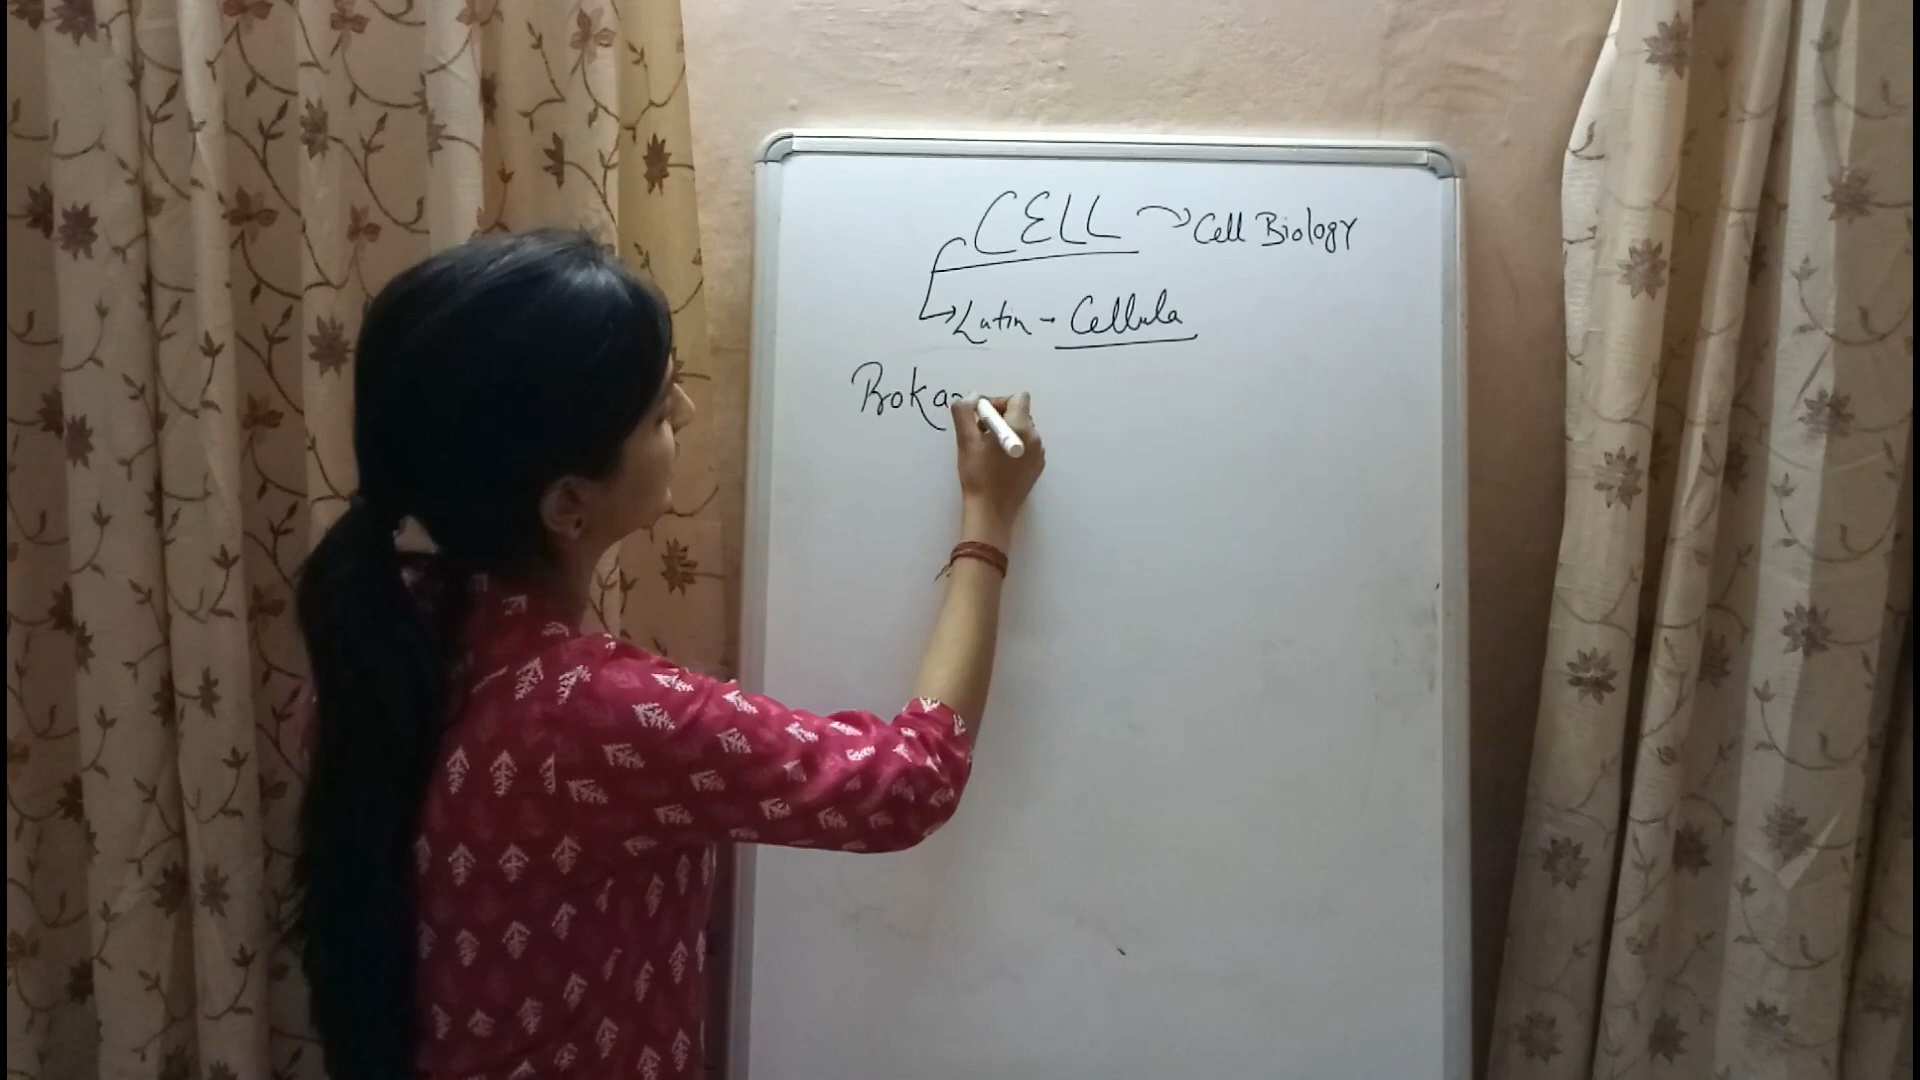 CELL → Cell Biology
↳ Latin - Cellula
Proka